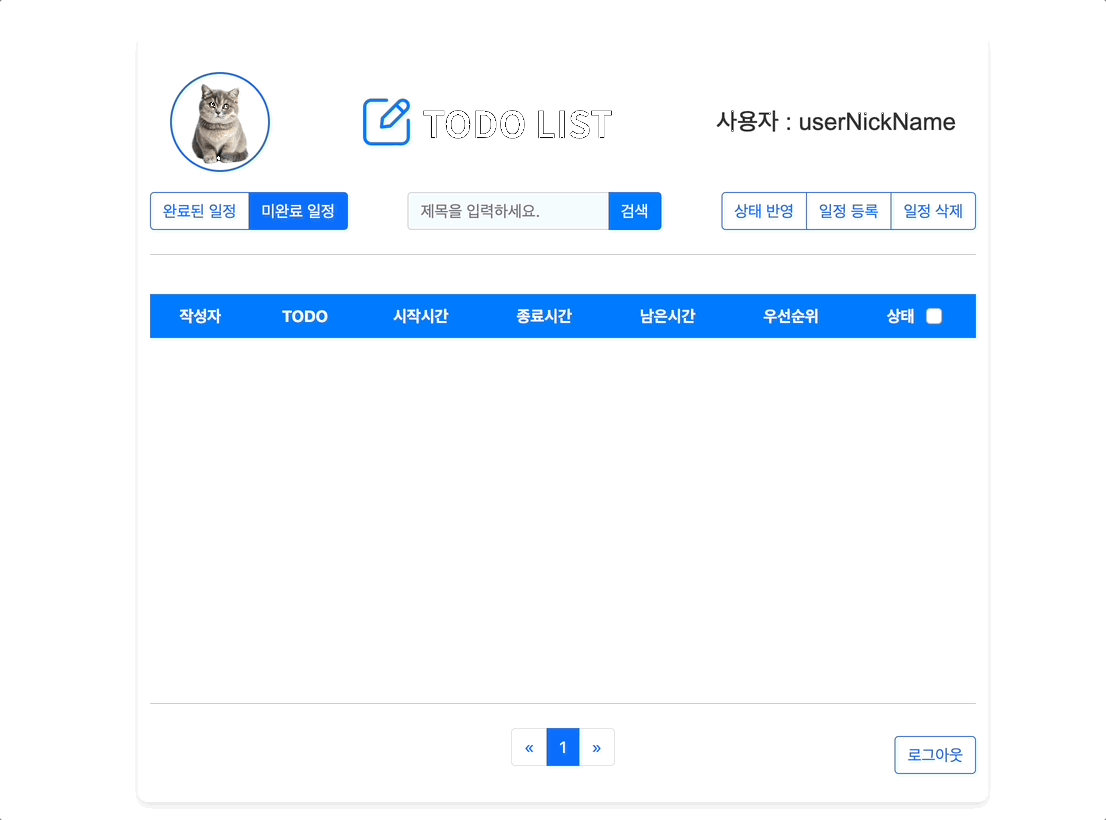 TODO LIST
사용자 : userNickName
완료된 일정 미완료 일정 제목을 입력하세요. 검색 상태 반영 일정 등록 일정 삭제
작성자 TODO 시작시간 종료시간 남은시간 우선순위 상태
« 1 »
로그아웃